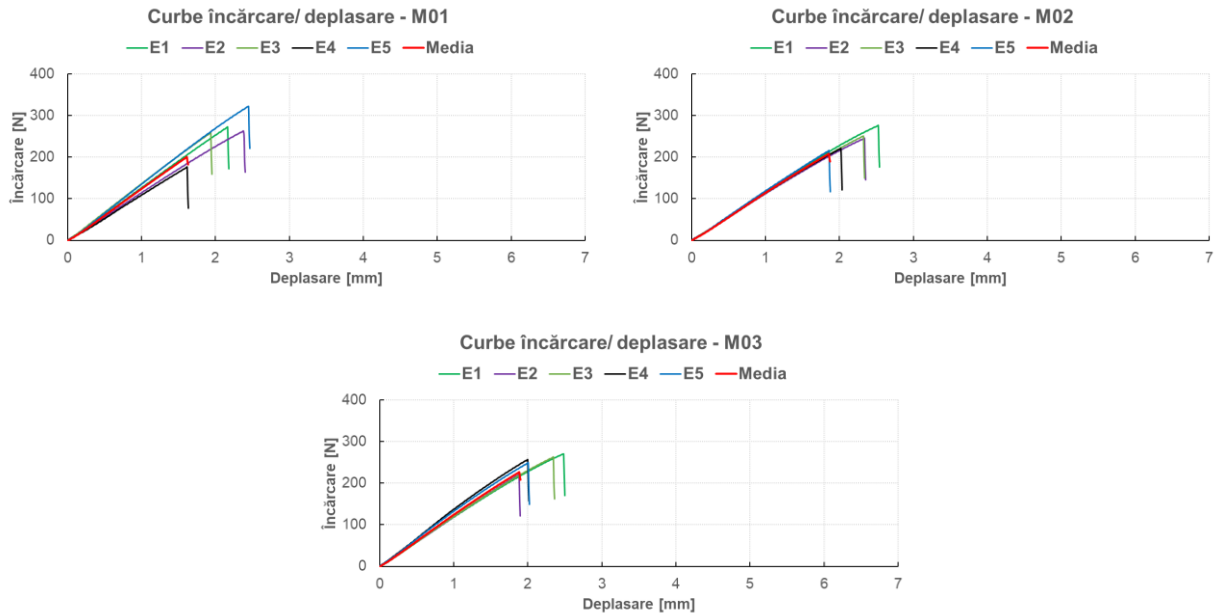 Curbe încărcare/ deplasare - M01
E1 E2 E3 E4 E5 Media
Încărcare [N]
400
300
200
100
0
0 1 2 3 4 5 6 7
Deplasare [mm]
Curbe încărcare/ deplasare - M02
E1 E2 E3 E4 E5 Media
Încărcare [N]
400
300
200
100
0
0 1 2 3 4 5 6 7
Deplasare [mm]
Curbe încărcare/ deplasare - M03
E1 E2 E3 E4 E5 Media
Încărcare [N]
400
300
200
100
0
0 1 2 3 4 5 6 7
Deplasare [mm]